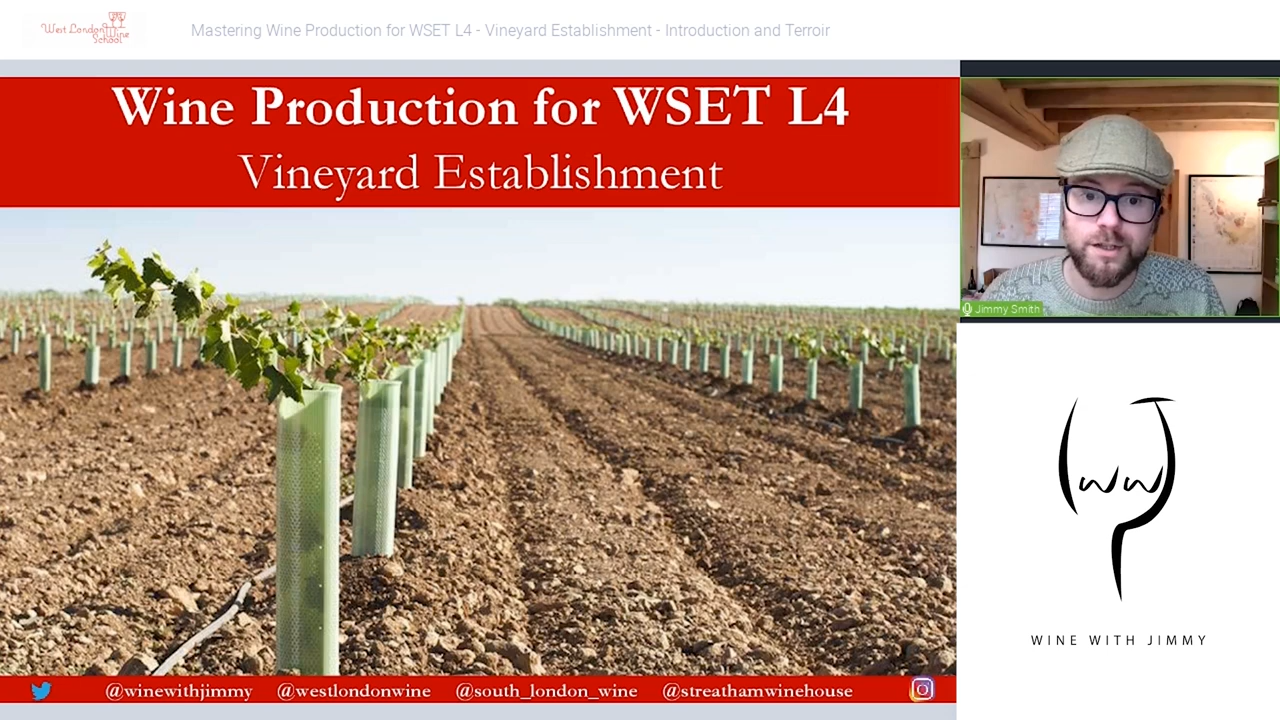 West London Wine School
Mastering Wine Production for WSET L4 - Vineyard Establishment - Introduction and Terroir
Wine Production for WSET L4
Vineyard Establishment
Jimmy Smith
ww
WINE WITH JIMMY
@winewithjimmy @westlondonwine @south_london_wine @streathamwinehouse